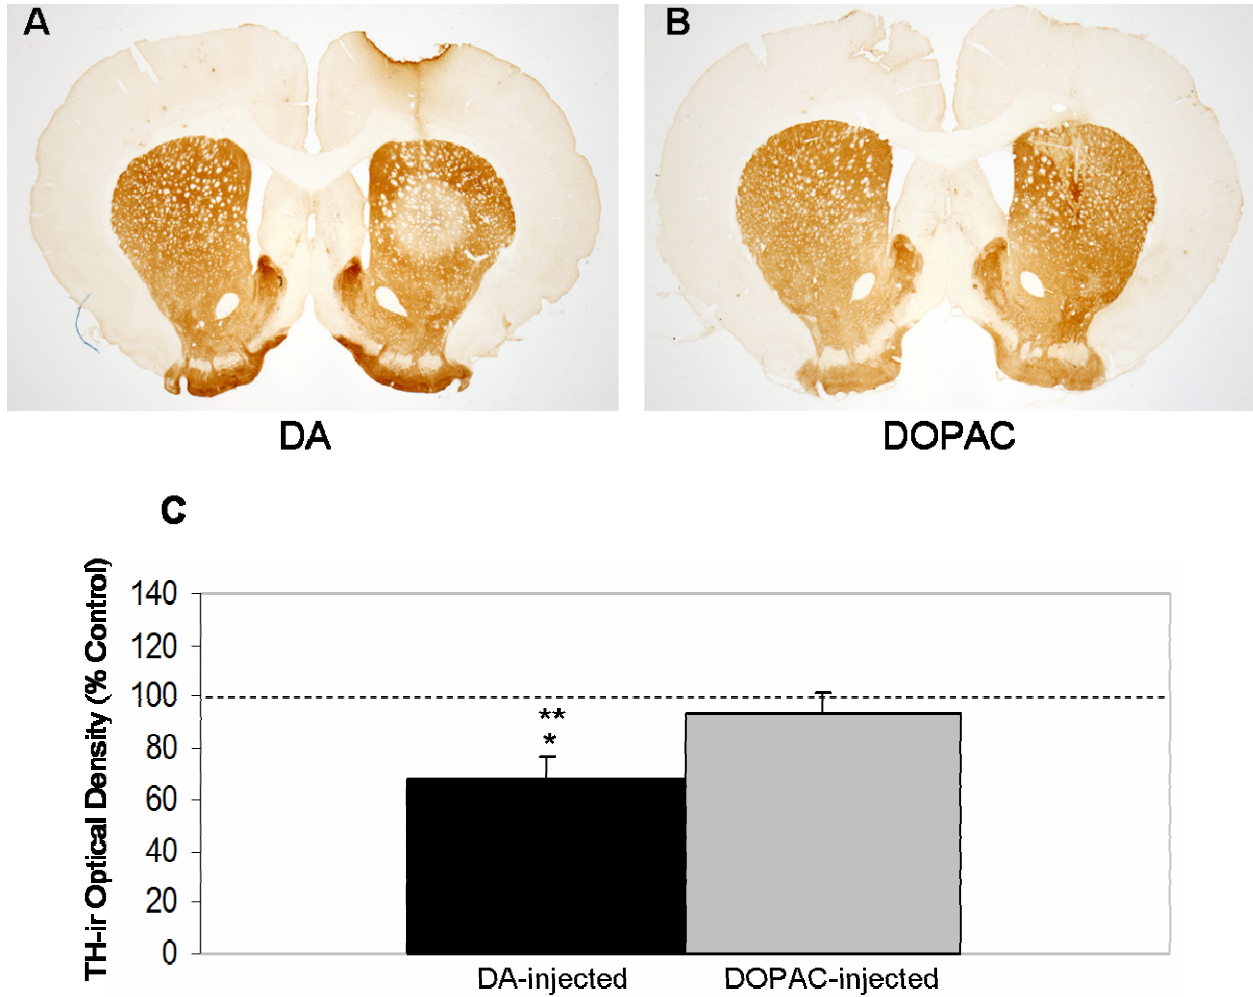 A
B
DA
DOPAC
C
TH-ir Optical Density (% Control)
140
120
100
80
60
40
20
0
**
*
DA-injected
DOPAC-injected